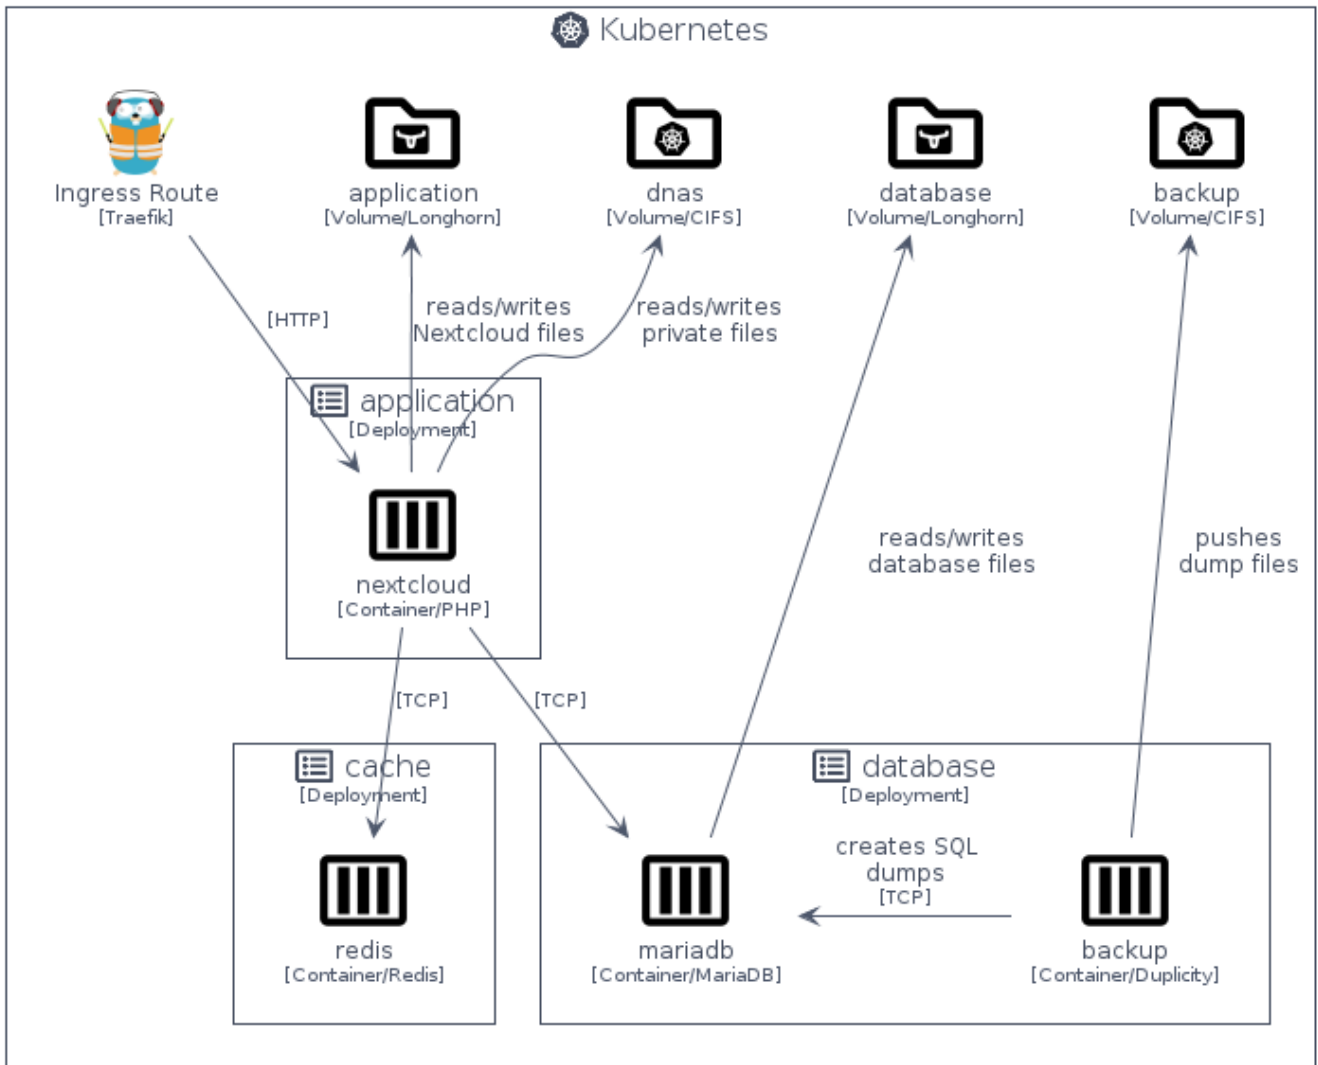 Kubernetes
Ingress Route
[Traefik]
application
[Volume/Longhorn]
dnas
[Volume/CIFS]
database
[Volume/Longhorn]
backup
[Volume/CIFS]
[HTTP]
reads/writes
Nextcloud files
reads/writes
private files
application
[Deployment]
nextcloud
[Container/PHP]
reads/writes
database files
pushes
dump files
[TCP]
[TCP]
cache
[Deployment]
redis
[Container/Redis]
database
[Deployment]
creates SQL
dumps
[TCP]
mariadb
[Container/MariaDB]
backup
[Container/Duplicity]